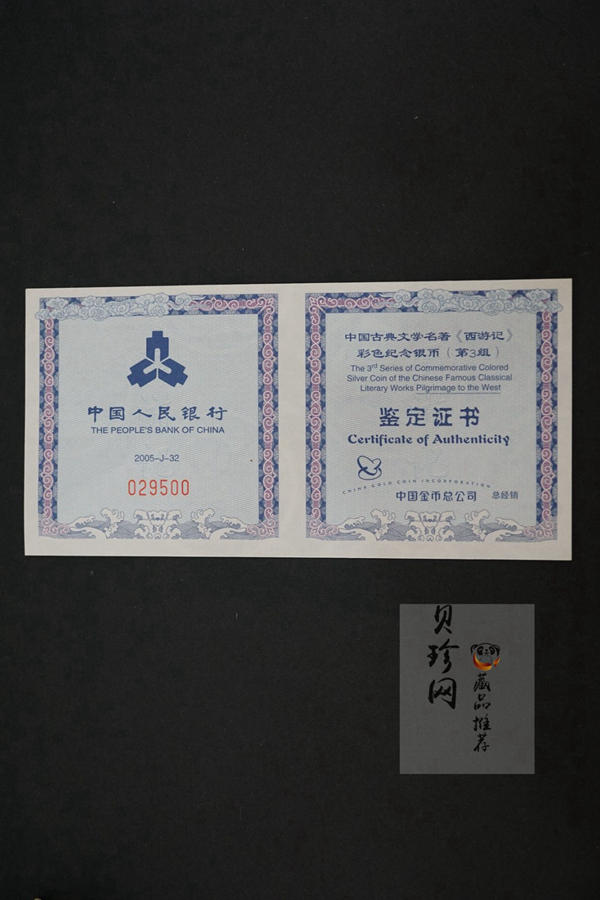 中国人民银行
THE PEOPLE'S BANK OF CHINA
2005-J-32
029500
中国古典文学名著《西游记》
彩色纪念银币（第3组）
The 3rd Series of Commemorative Colored
Silver Coin of the Chinese Famous Classical
Literary Works Pilgrimage to the West
鉴定证书
Certificate of Authenticity
CHINA GOLD COIN INCORPORATION
中国金币总公司 总经销
贝珍网
藏品推荐